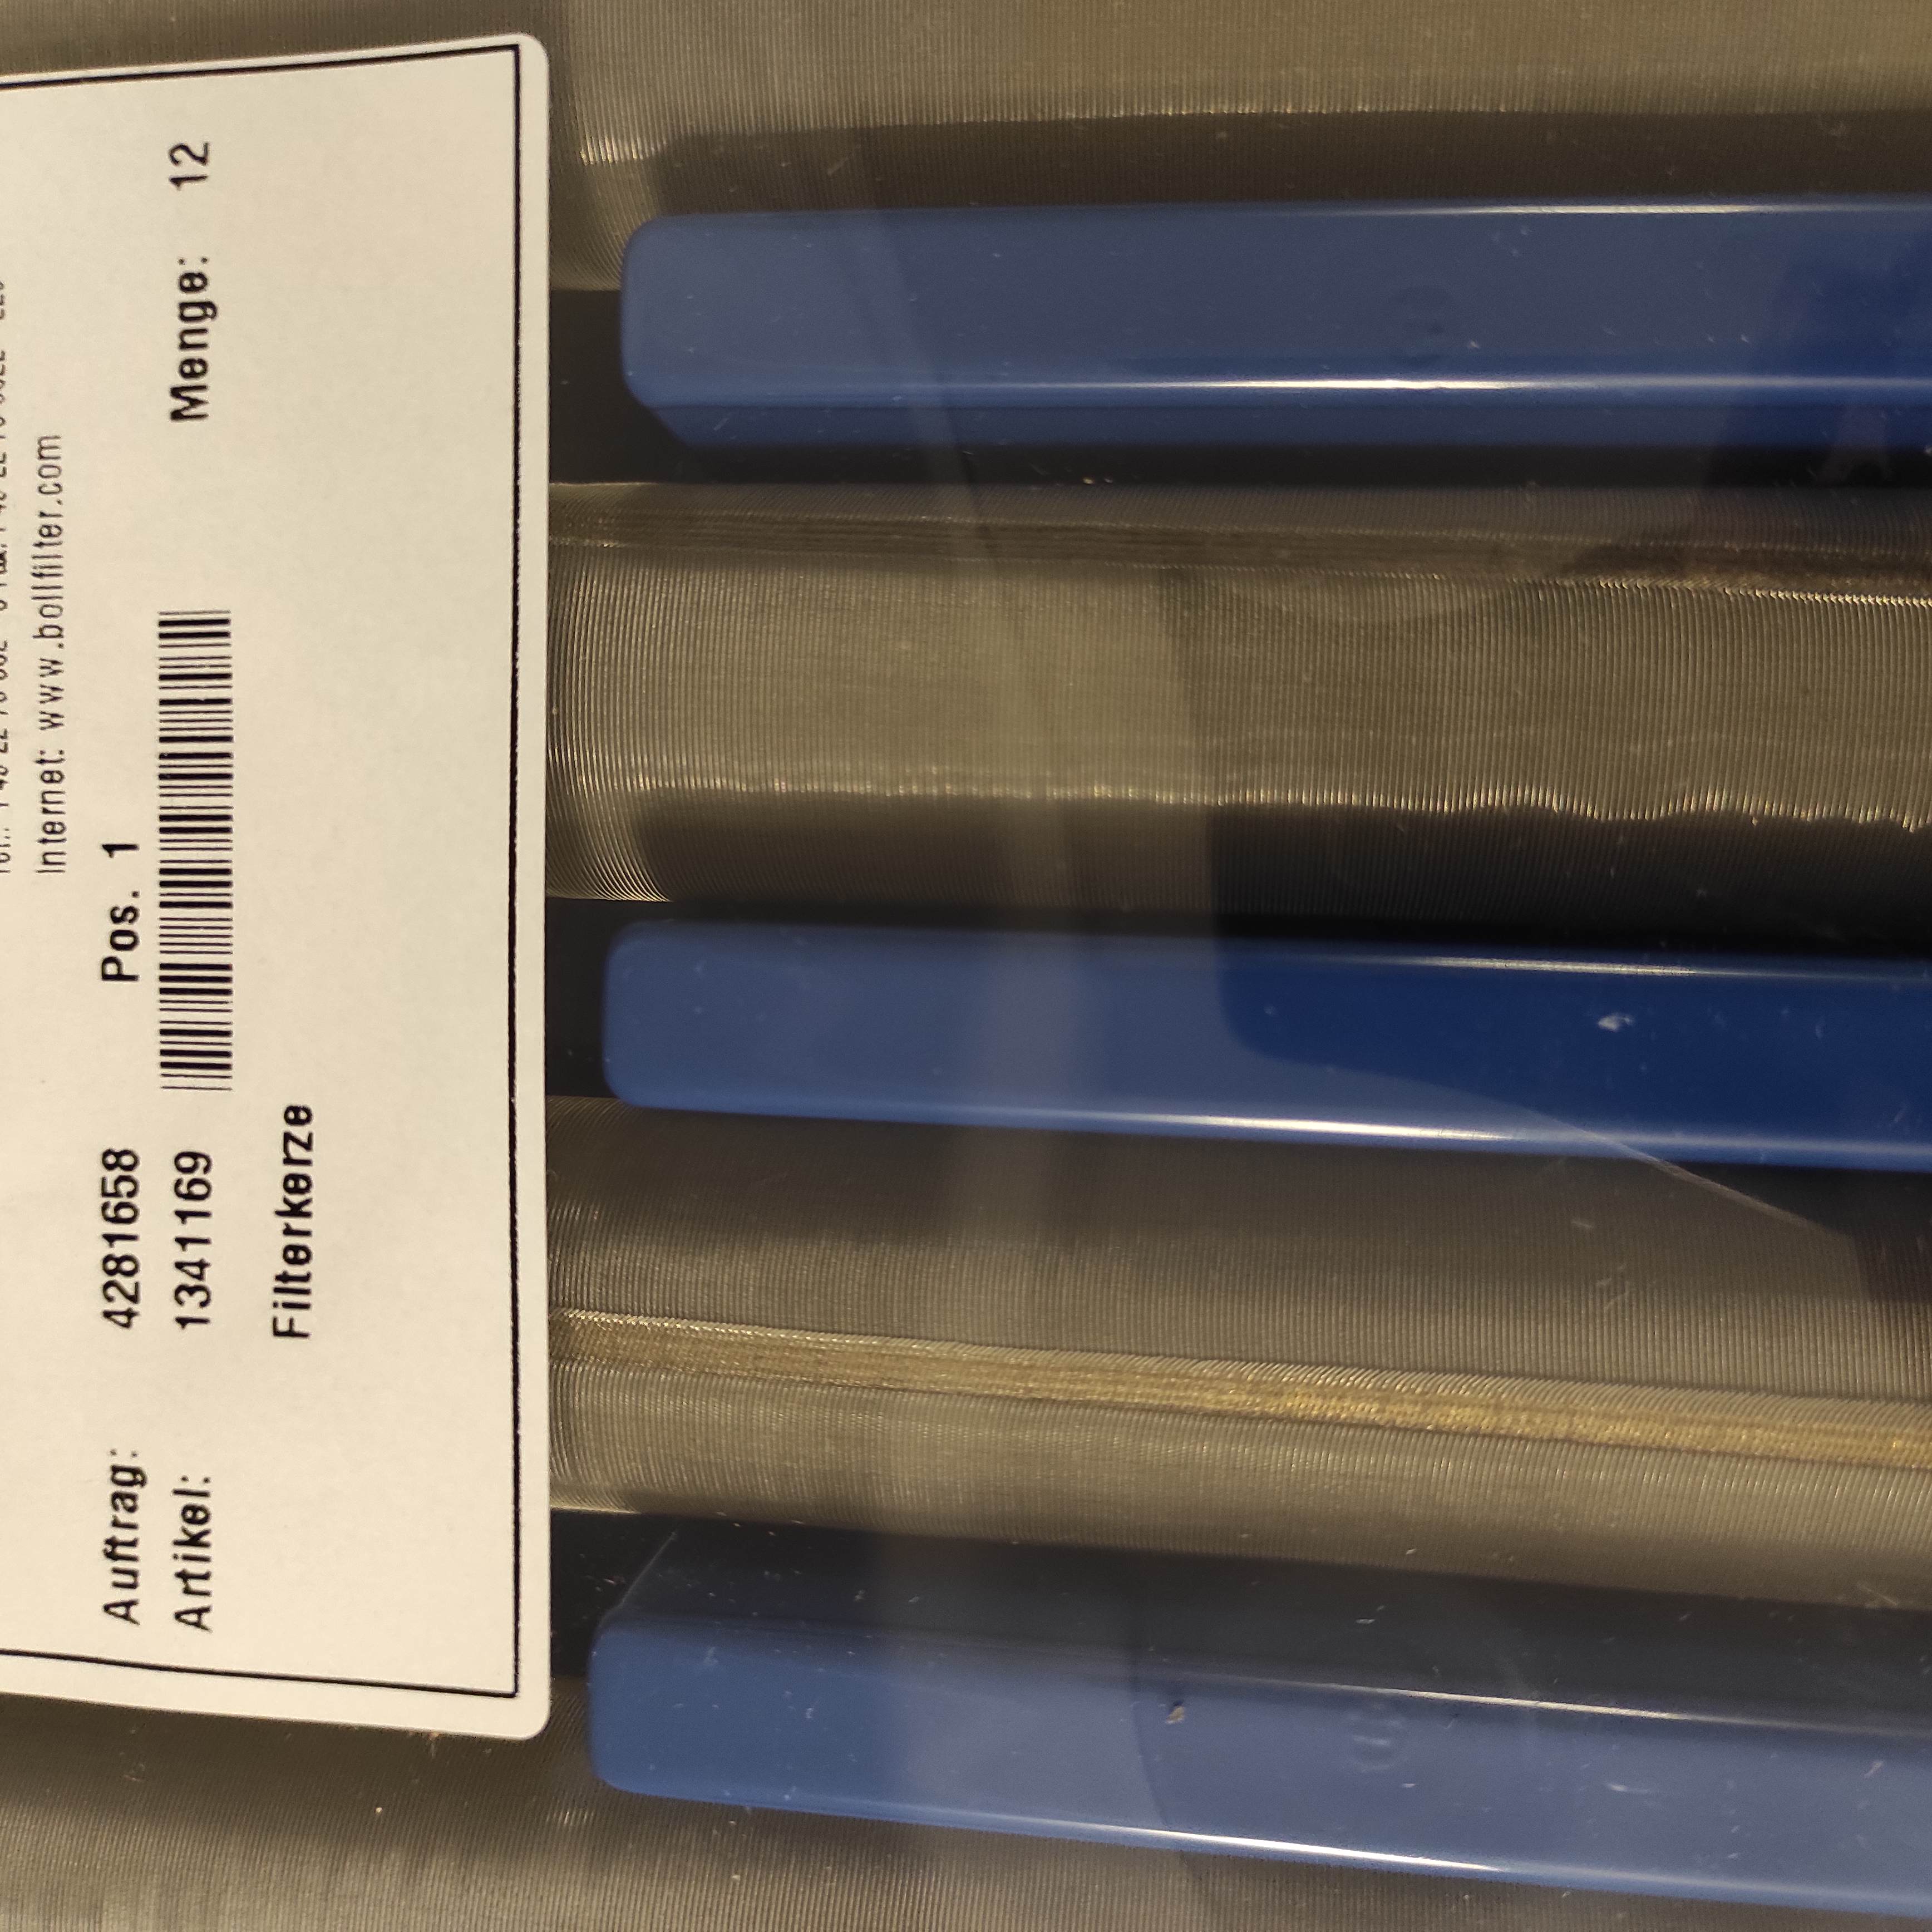 Internet: www.bollfilter.com
Auftrag: 4281658 Pos. 1
Artikel: 1341169 Menge: 12
Filterkerze